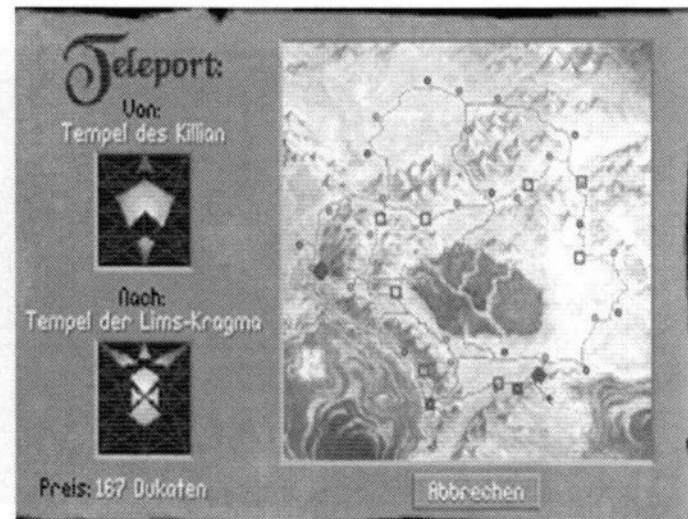 Teleport:
Von:
Tempel des Killian
Nach:
Tempel der Lims-Kragma
Preis: 167 Dukaten
Abbrechen